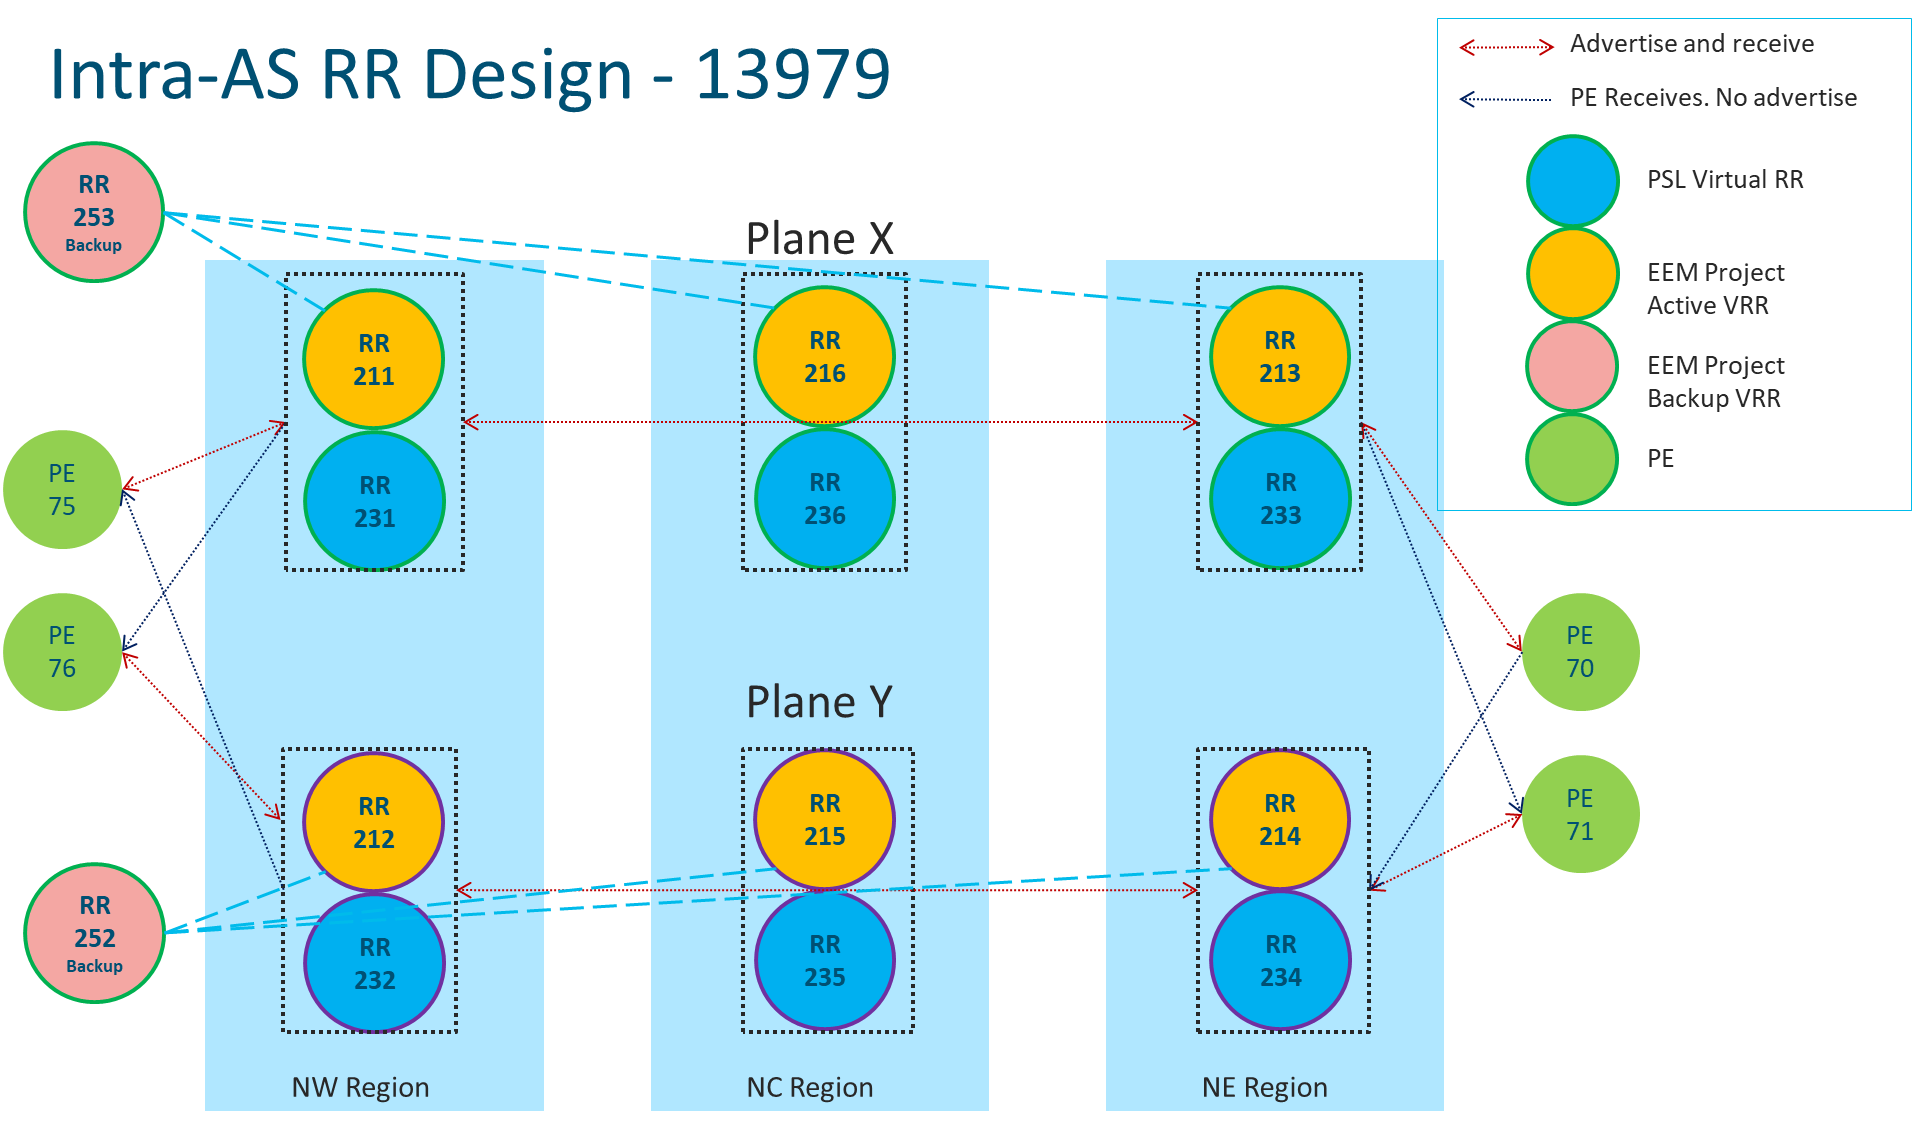 Intra-AS RR Design - 13979
Advertise and receive
PE Receives. No advertise
PSL Virtual RR
EEM Project
Active VRR
EEM Project
Backup VRR
PE
RR
253
Backup
Plane X
RR
211
RR
216
RR
213
RR
231
RR
236
RR
233
PE
75
PE
76
PE
70
PE
71
Plane Y
RR
212
RR
215
RR
214
RR
252
Backup
RR
232
RR
235
RR
234
NW Region
NC Region
NE Region